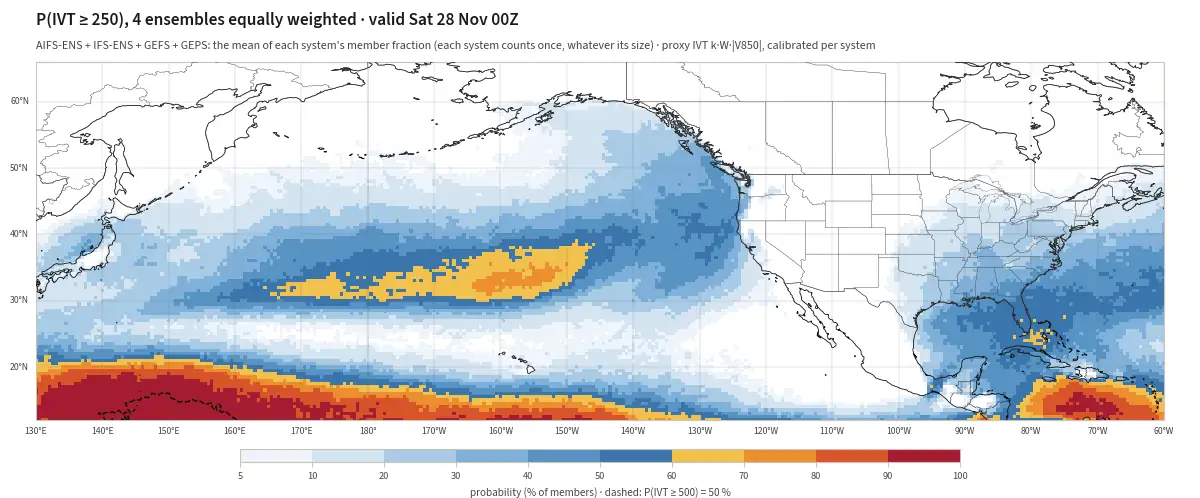 P(IVT ≥ 250), 4 ensembles equally weighted · valid Sat 28 Nov 00Z
AIFS-ENS + IFS-ENS + GEFS + GEPS: the mean of each system's member fraction (each system counts once, whatever its size) · proxy IVT k·W·|V850|, calibrated per system
60°N
50°N
40°N
30°N
20°N
130°E 140°E 150°E 160°E 170°E 180° 170°W 160°W 150°W 140°W 130°W 120°W 110°W 100°W 90°W 80°W 70°W 60°W
5 10 20 30 40 50 60 70 80 90 100
probability (% of members) · dashed: P(IVT ≥ 500) = 50 %